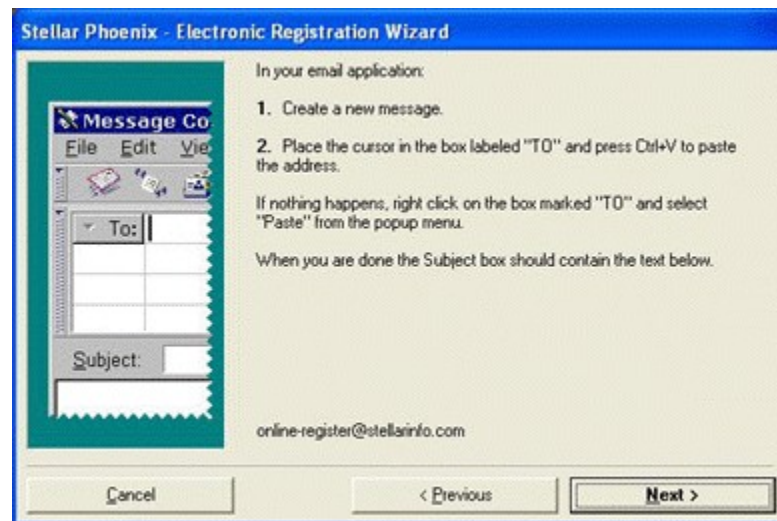 Stellar Phoenix - Electronic Registration Wizard
In your email application:
1. Create a new message.
2. Place the cursor in the box labeled "TO" and press Ctrl+V to paste
the address.
If nothing happens, right click on the box marked "TO" and select
"Paste" from the popup menu.
When you are done the Subject box should contain the text below.
Message Co
File Edit Vie
To:
Subject:
online-register@stellarinfo.com
Cancel
< Previous
Next >